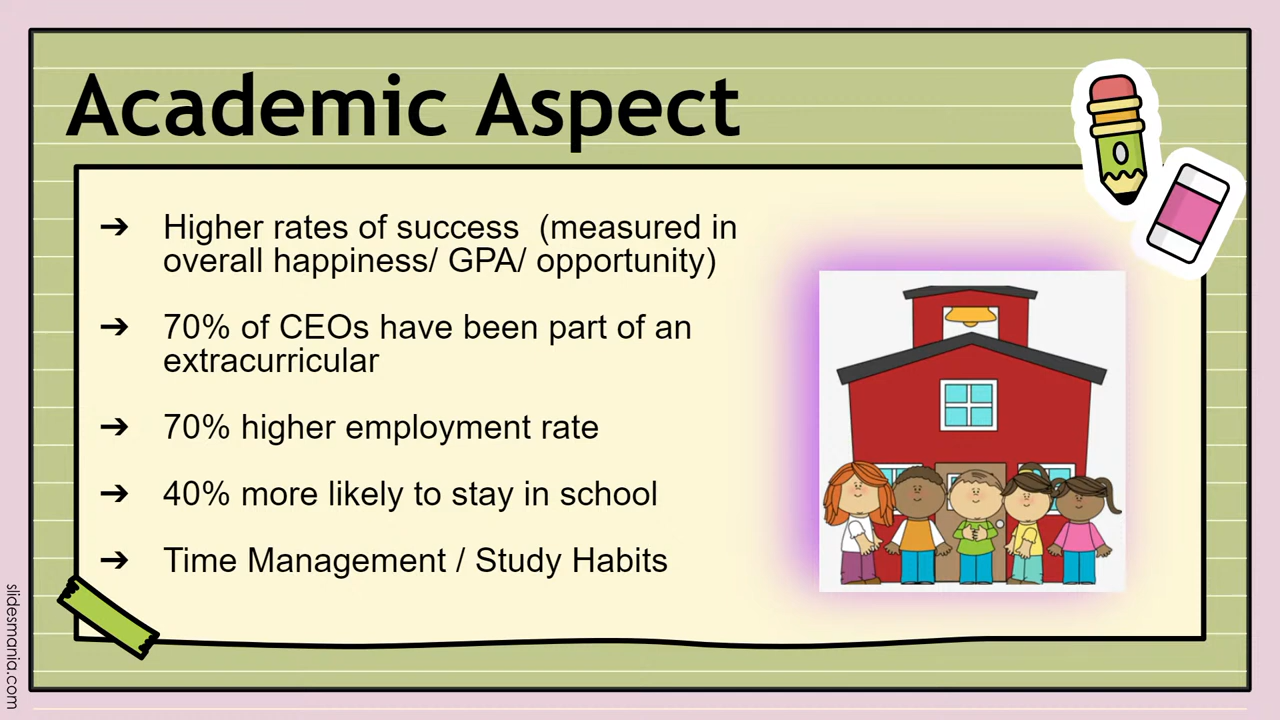 Academic Aspect
➔ Higher rates of success  (measured in
overall happiness/ GPA/ opportunity)
➔ 70% of CEOs have been part of an
extracurricular
➔ 70% higher employment rate
➔ 40% more likely to stay in school
➔ Time Management / Study Habits
slidesmania.com